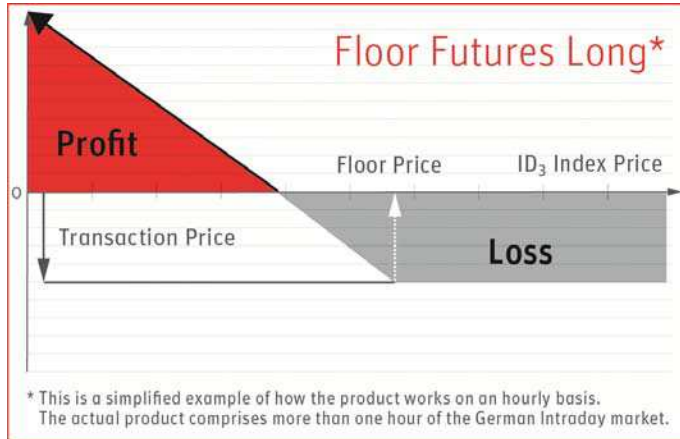 Floor Futures Long*
Profit
Floor Price
ID₃ Index Price
0
Transaction Price
Loss
* This is a simplified example of how the product works on an hourly basis.
The actual product comprises more than one hour of the German Intraday market.